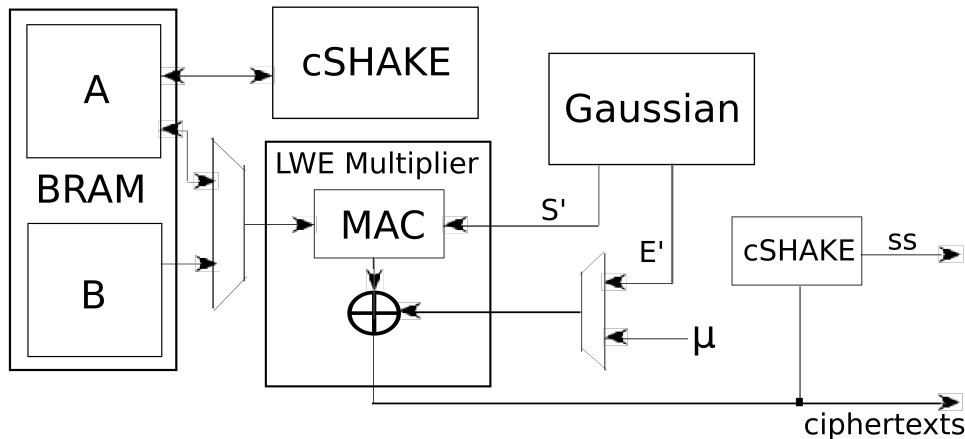 A
cSHAKE
Gaussian
LWE Multiplier
BRAM
MAC
S'
E'
cSHAKE
ss
B
μ
ciphertexts